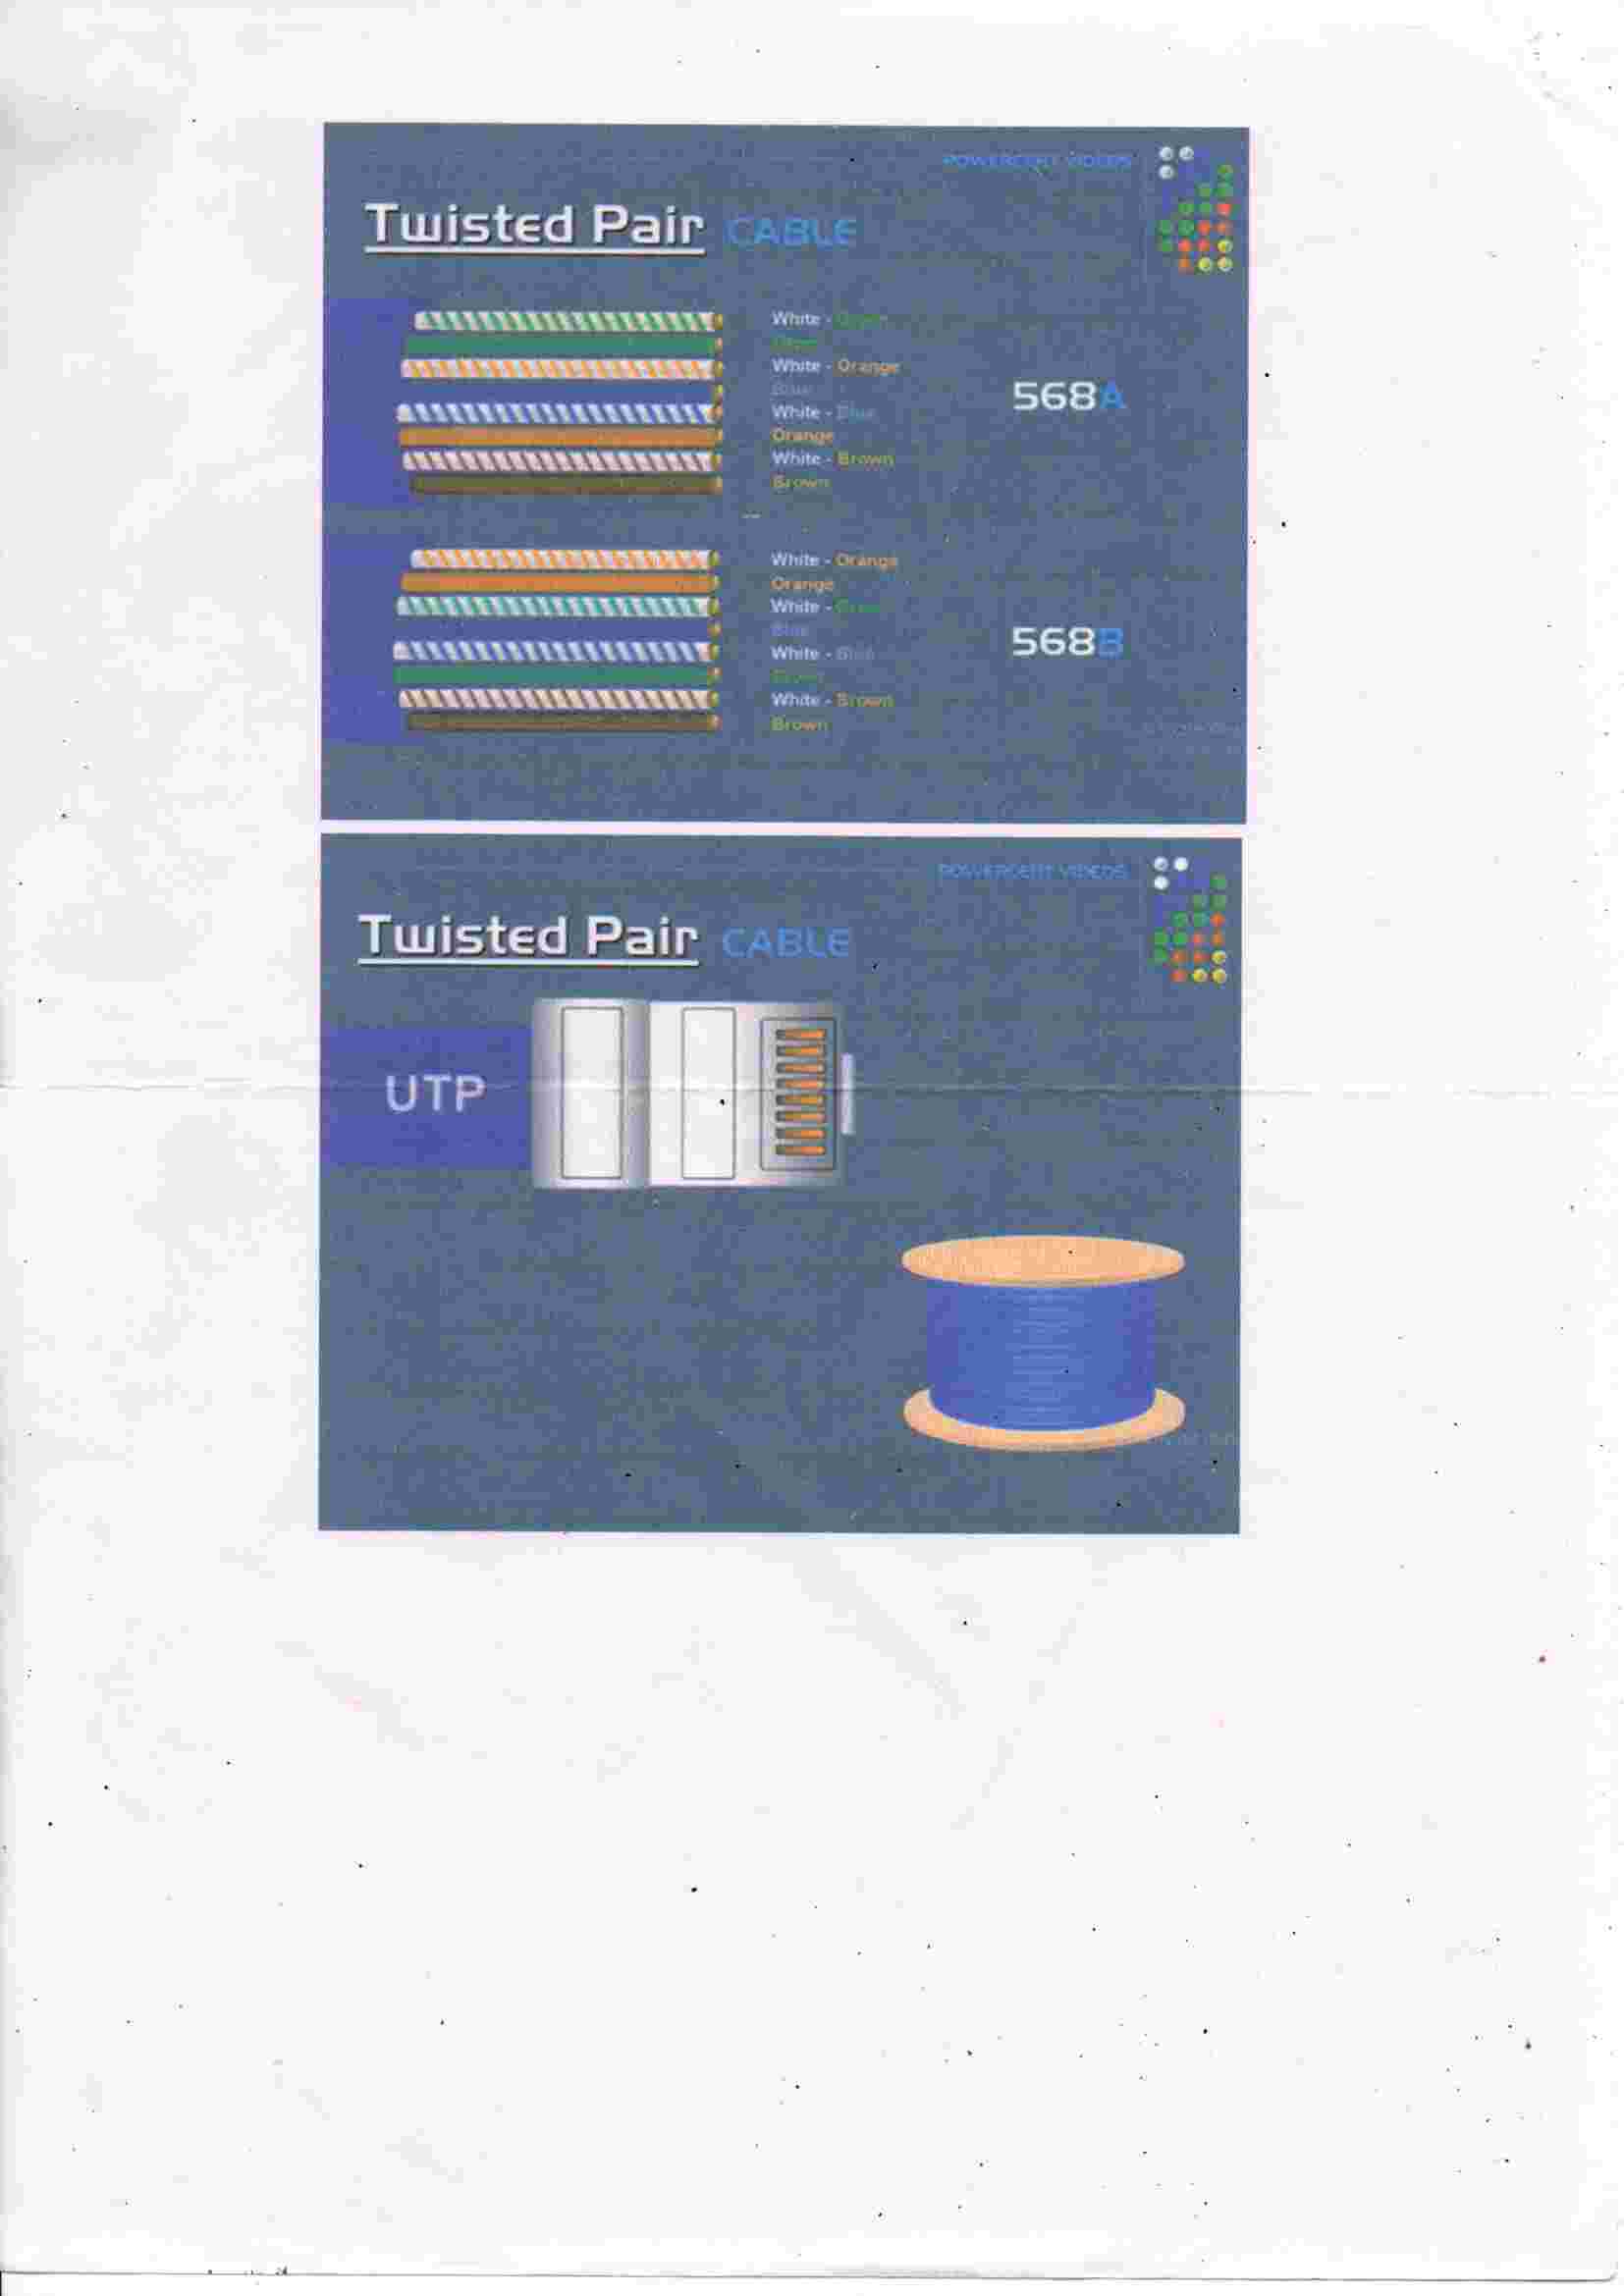 POWERCERT VIDEOS
Twisted Pair CABLE
White - Green
Green
White - Orange
Blue
White - Blue
Orange
White - Brown
Brown
568A
White - Orange
Orange
White - Green
Blue
White - Blue
Green
White - Brown
Brown
568B
POWERCERT VIDEOS
Twisted Pair CABLE
UTP